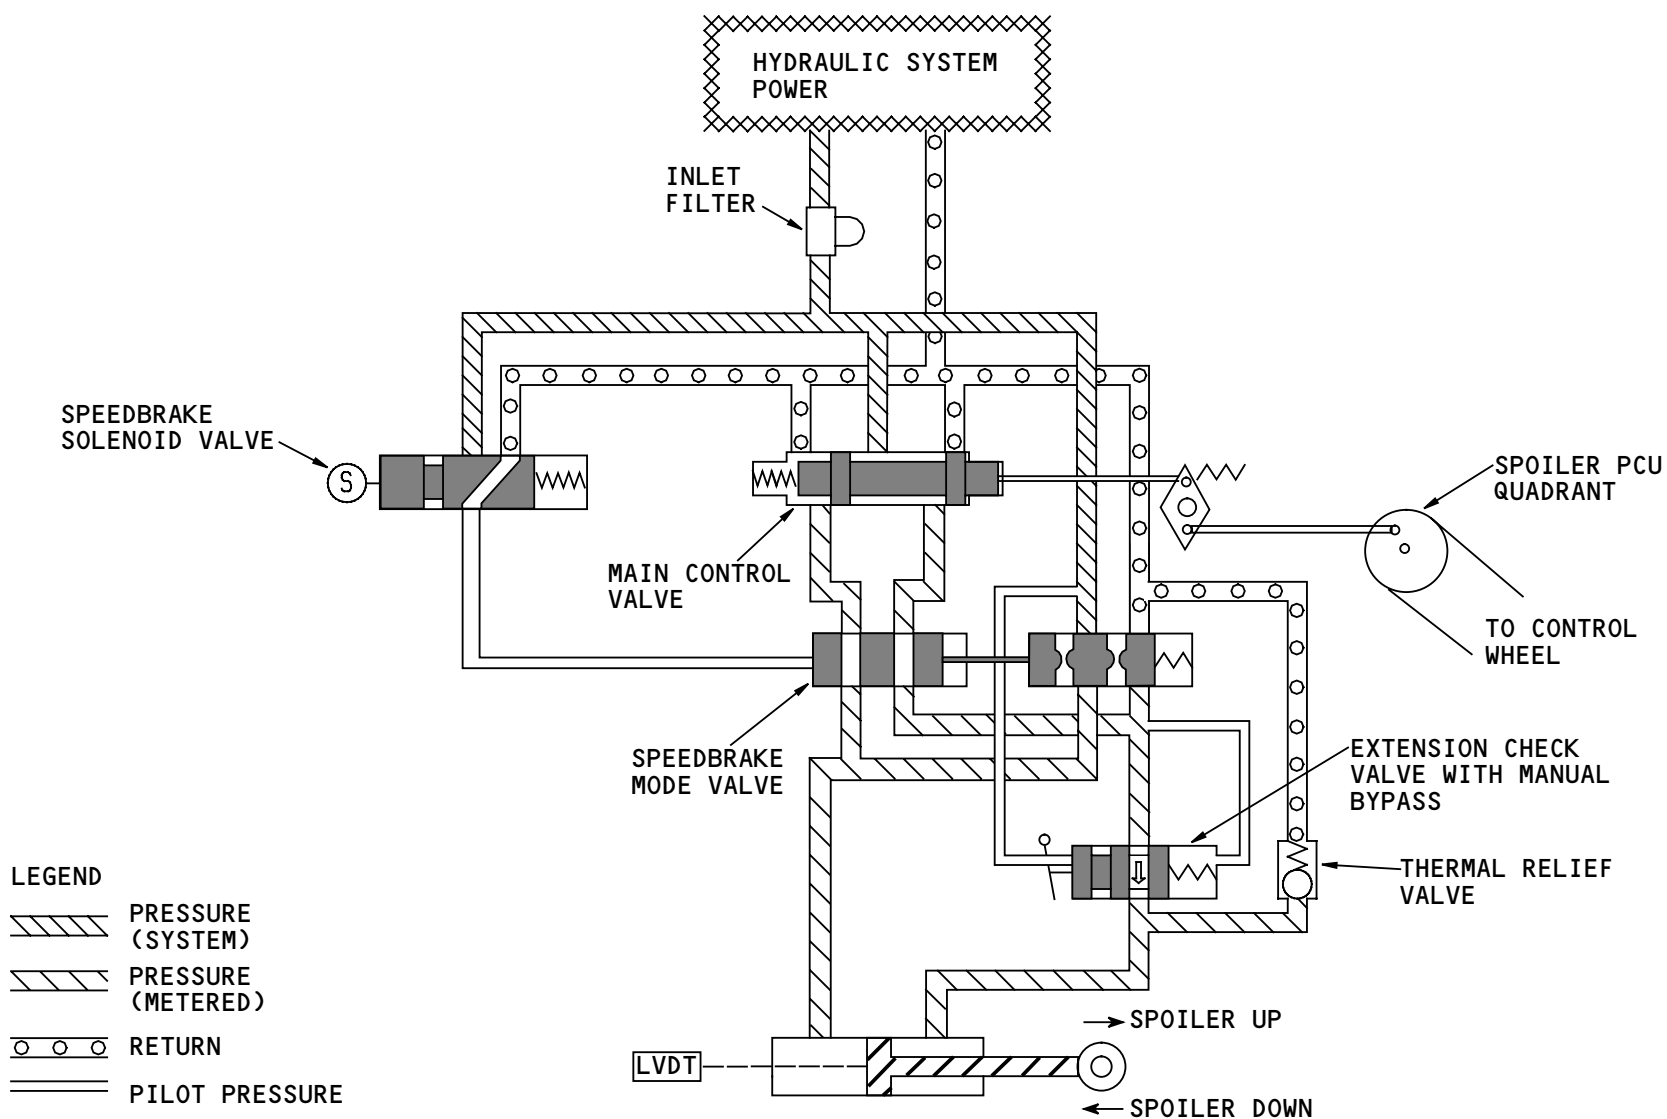 HYDRAULIC SYSTEM
POWER
INLET
FILTER
SPEEDBRAKE
SOLENOID VALVE
S
SPOILER PCU
QUADRANT
MAIN CONTROL
VALVE
TO CONTROL
WHEEL
SPEEDBRAKE
MODE VALVE
EXTENSION CHECK
VALVE WITH MANUAL
BYPASS
THERMAL RELIEF
VALVE
LEGEND
PRESSURE
(SYSTEM)
PRESSURE
(METERED)
RETURN
PILOT PRESSURE
SPOILER UP
LVDT
SPOILER DOWN